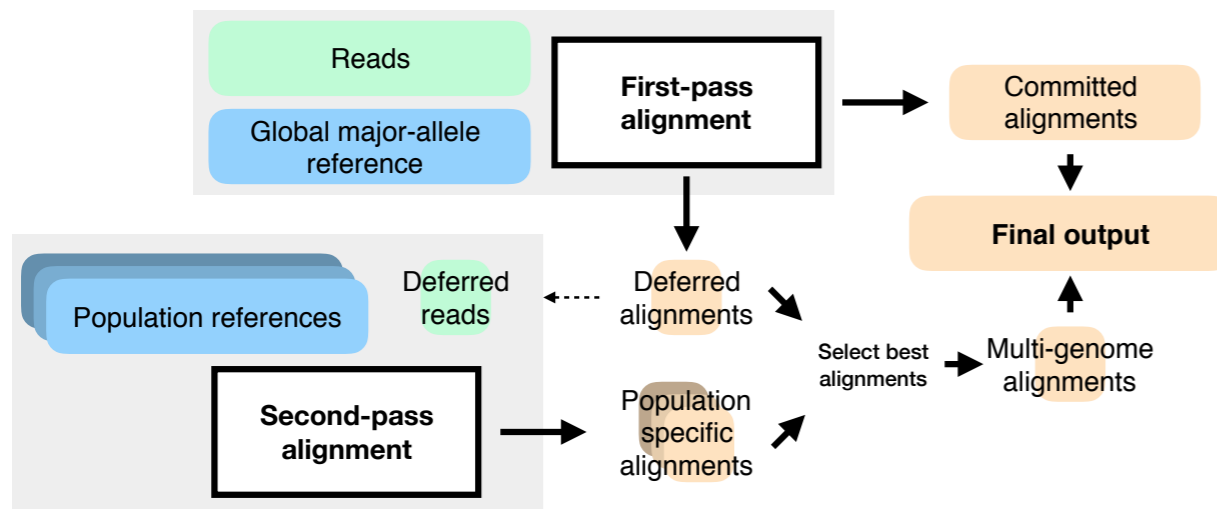 Reads
Global major-allele
reference
First-pass
alignment
Committed
alignments
Final output
Population references
Deferred
reads
Deferred
alignments
Select best
alignments
Multi-genome
alignments
Second-pass
alignment
Population
specific
alignments